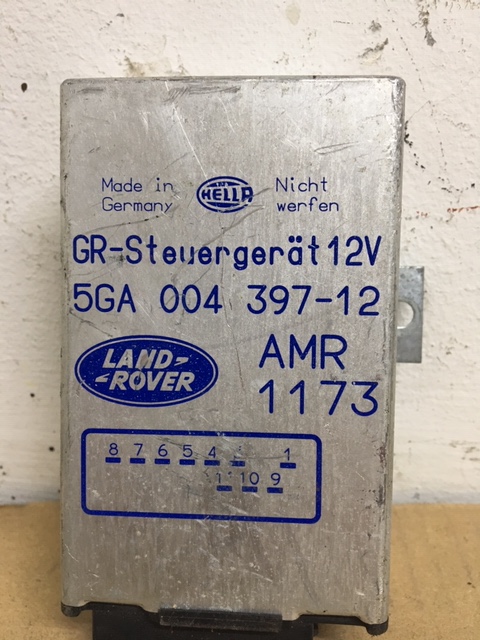 Made in
Germany
HELLA
Nicht
werfen
GR-Steuergerät 12V
5GA 004 397-12
LAND-
-ROVER
AMR
1173
8 7 6 5 4 1
10 9